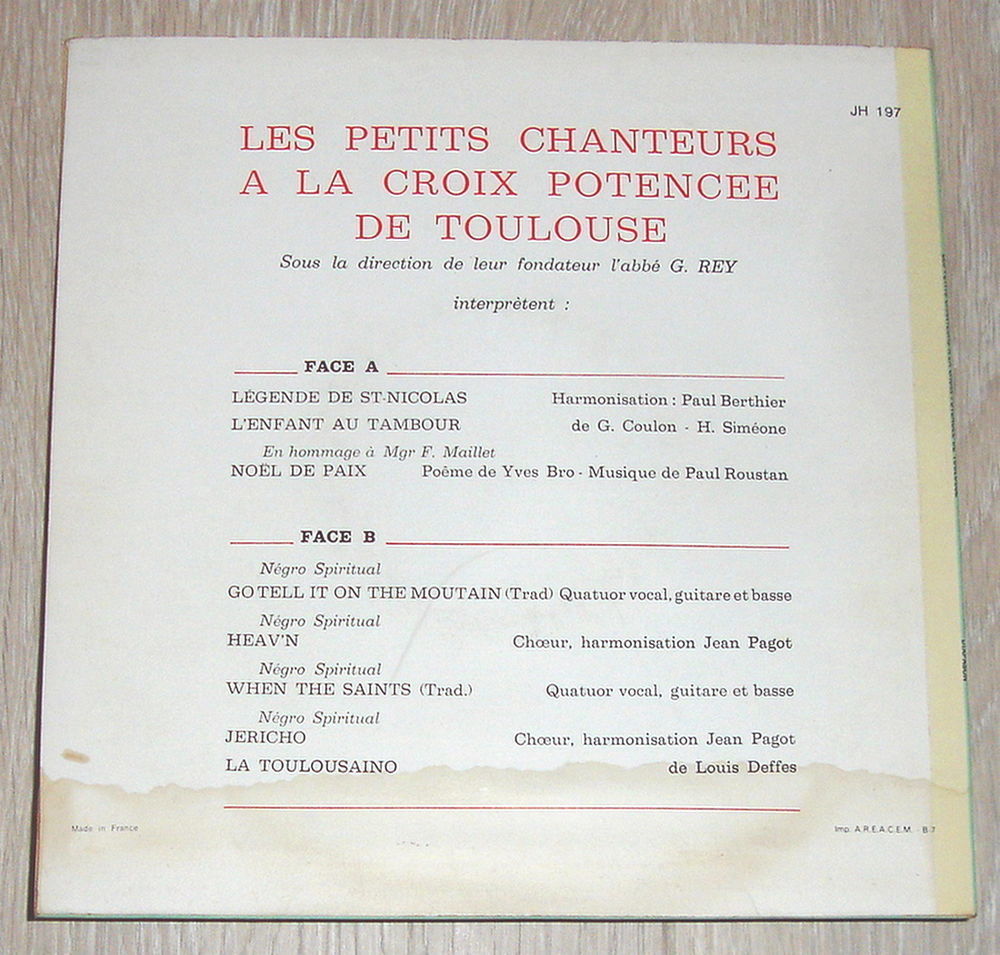 JH 197
LES PETITS CHANTEURS
A LA CROIX POTENCEE
DE TOULOUSE
Sous la direction de leur fondateur l'abbé G. REY
interprètent :
FACE A
LÉGENDE DE ST-NICOLAS Harmonisation : Paul Berthier
L'ENFANT AU TAMBOUR de G. Coulon - H. Siméone
En hommage à Mgr F. Maillet
NOËL DE PAIX Poême de Yves Bro - Musique de Paul Roustan
FACE B
Négro Spiritual
GO TELL IT ON THE MOUTAIN (Trad) Quatuor vocal, guitare et basse
Négro Spiritual
HEAV'N Chœur, harmonisation Jean Pagot
Négro Spiritual
WHEN THE SAINTS (Trad.) Quatuor vocal, guitare et basse
Négro Spiritual
JERICHO Chœur, harmonisation Jean Pagot
LA TOULOUSAINO de Louis Deffes
Made in France Imp. A.R.E.A.C.E.M. - B 7